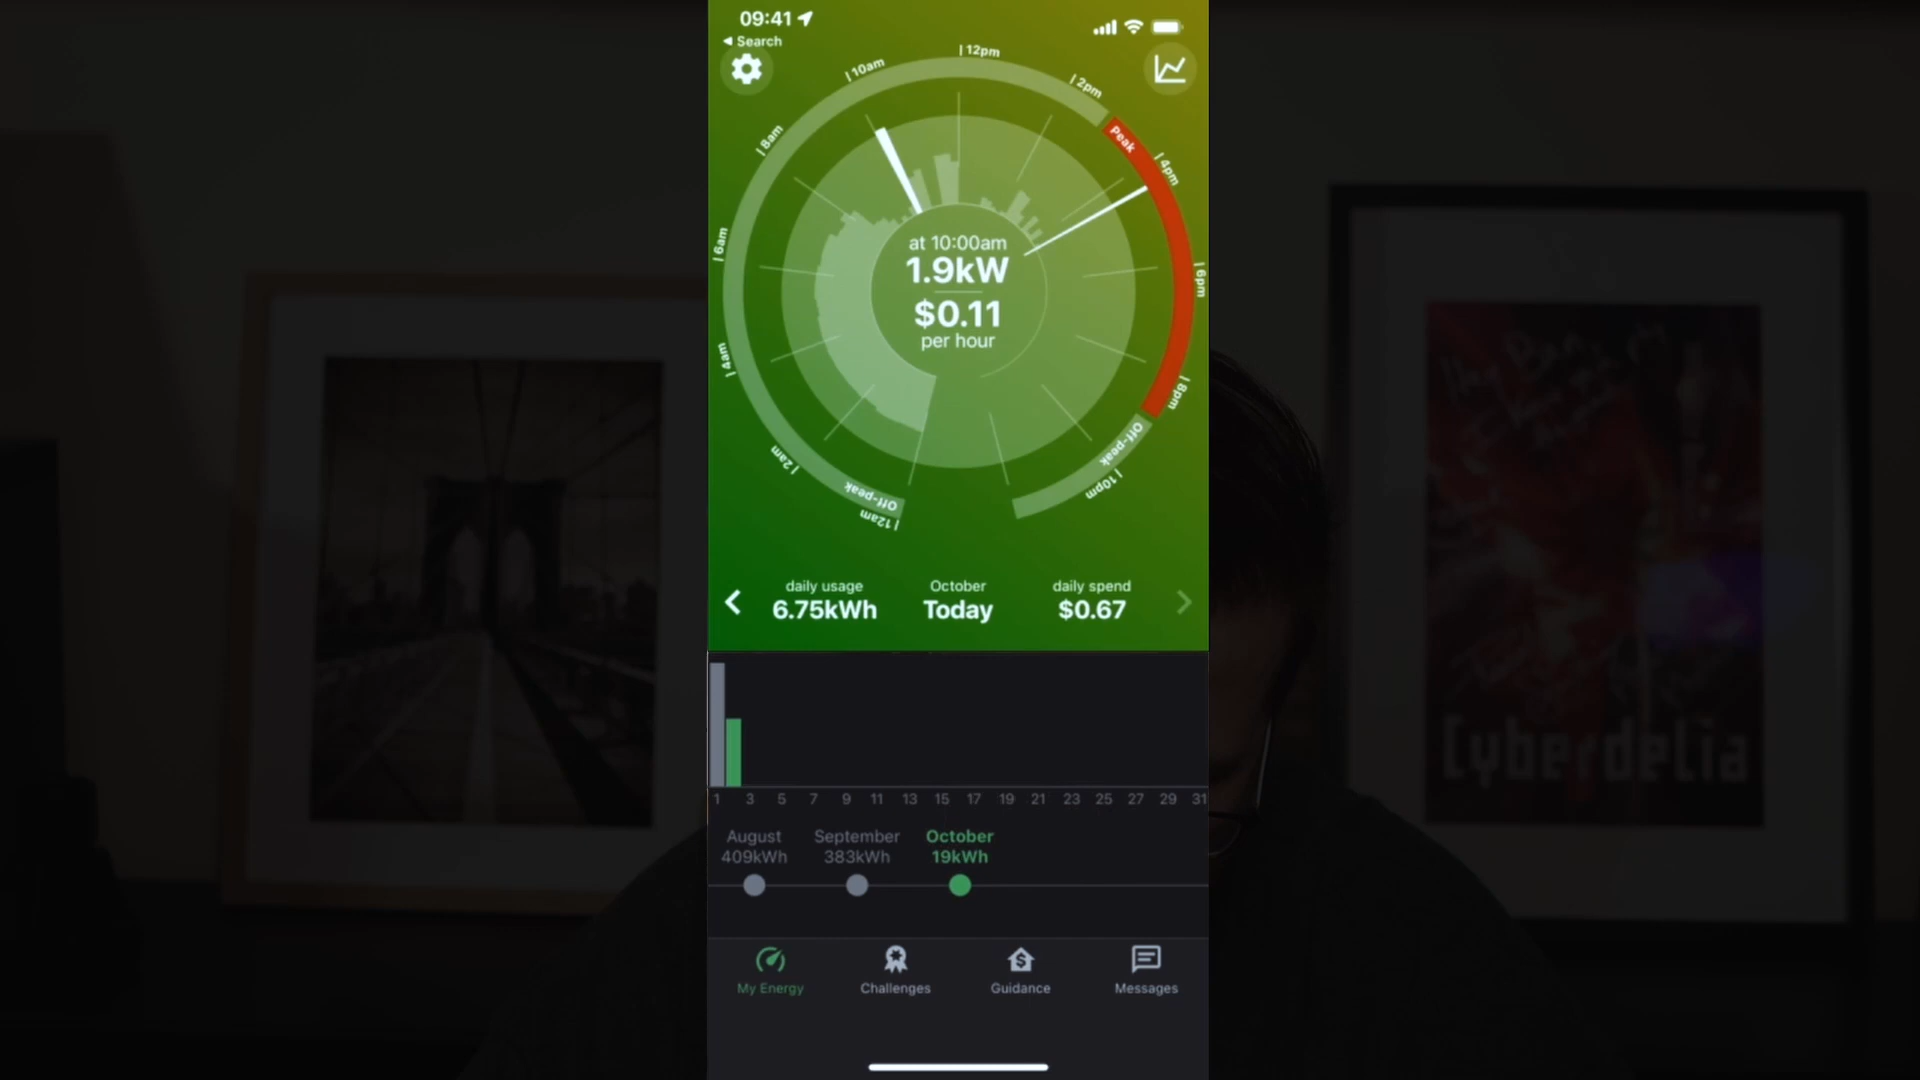 09:41
Search
10am
12pm
2pm
Peak
8am
4pm
6am
6pm
4am
8pm
2am
Off-peak
10pm
Off-peak
12am
at 10:00am
1.9kW
$0.11
per hour
daily usage
October
daily spend
6.75kWh
Today
$0.67
1 3 5 7 9 11 13 15 17 19 21 23 25 27 29 31
August
September
October
409kWh
383kWh
19kWh
My Energy
Challenges
Guidance
Messages
Cyberdelia